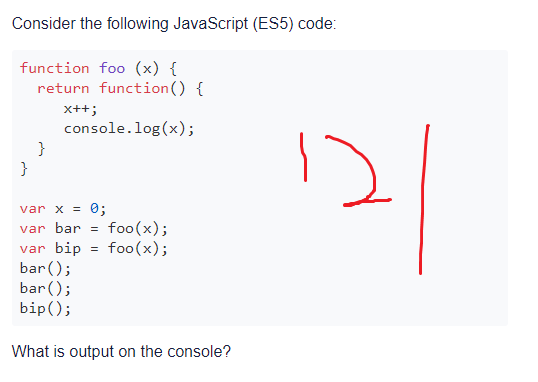 Consider the following JavaScript (ES5) code:
function foo (x) {
  return function() {
     x++;
     console.log(x);
  }
}
var x = 0;
var bar = foo(x);
var bip = foo(x);
bar();
bar();
bip();
1 2 1
What is output on the console?